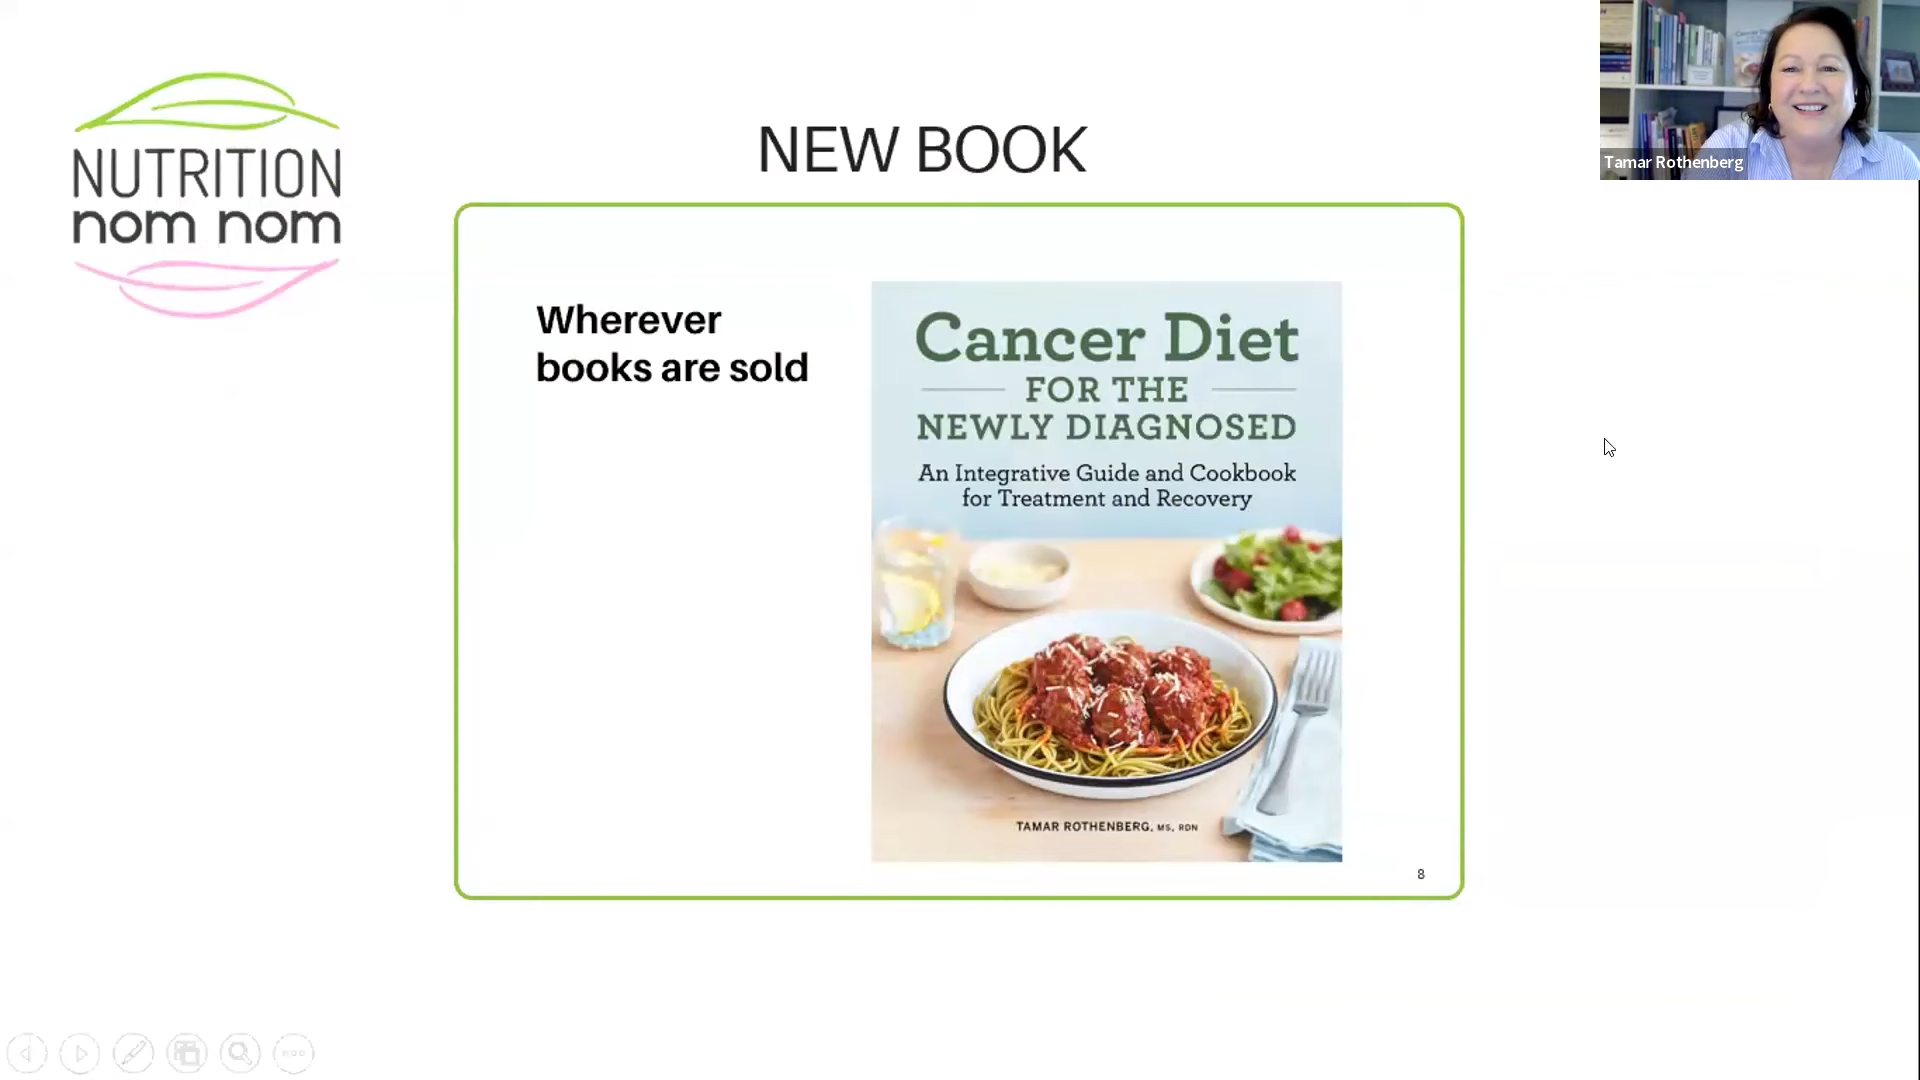 NUTRITION
nom nom
NEW BOOK
Tamar Rothenberg
Wherever
books are sold
Cancer Diet
FOR THE
NEWLY DIAGNOSED
An Integrative Guide and Cookbook
for Treatment and Recovery
TAMAR ROTHENBERG, MS, RDN
8